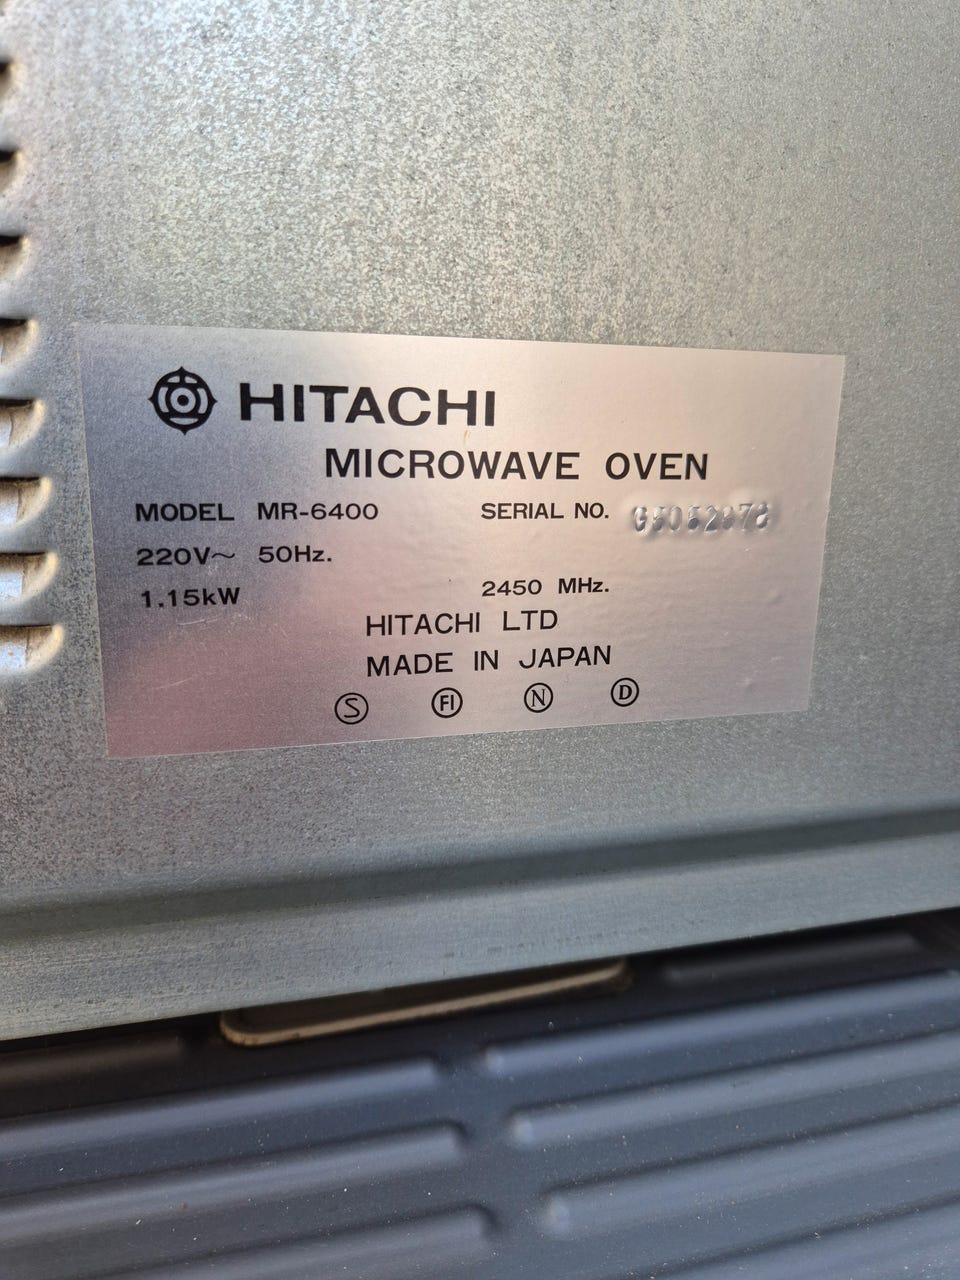 HITACHI
MICROWAVE OVEN
MODEL MR-6400 SERIAL NO.
220V~ 50Hz.
1.15kW 2450 MHz.
HITACHI LTD
MADE IN JAPAN
S FI N D